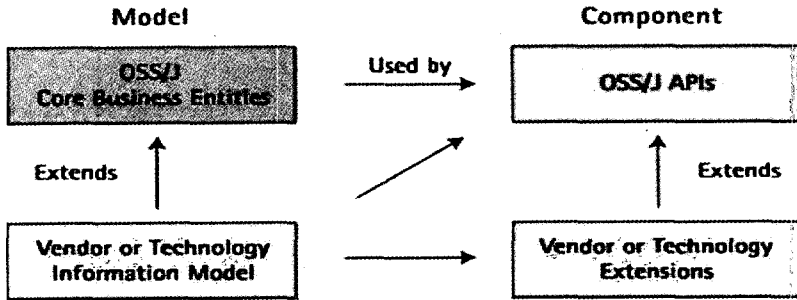 Model
Component
OSS/J
Core Business Entities
Used by
OSS/J APIs
Extends
Extends
Vendor or Technology
Information Model
Vendor or Technology
Extensions